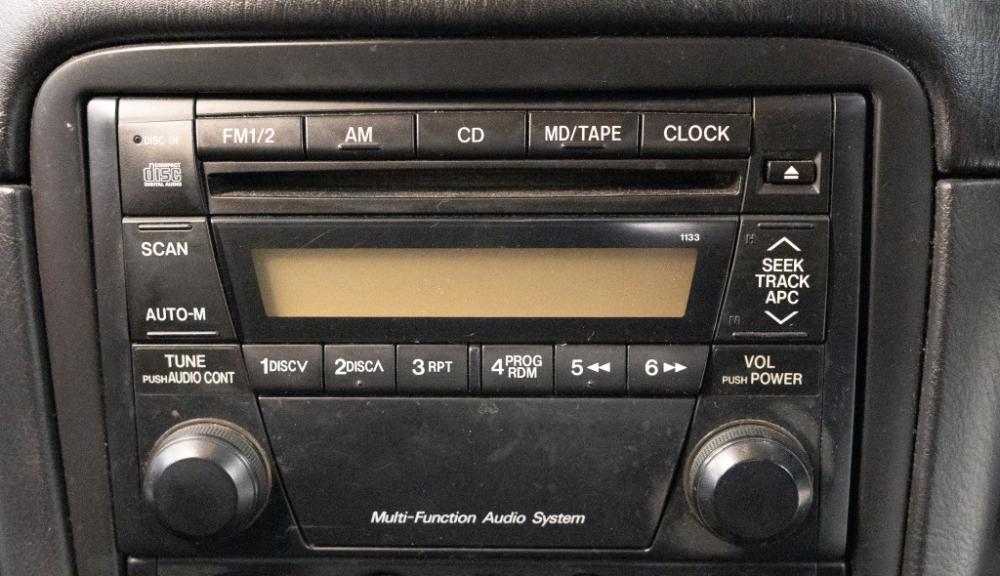 DISC IN
FM1/2 AM CD MD/TAPE CLOCK
COMPACT
disc
DIGITAL AUDIO
1133
SCAN
H
SEEK
TRACK
APC
AUTO-M
M
TUNE
PUSH AUDIO CONT
1 DISC∨ 2 DISC∧ 3 RPT 4 PROG RDM 5 ◀◀ 6 ▶▶
VOL
PUSH POWER
Multi-Function Audio System